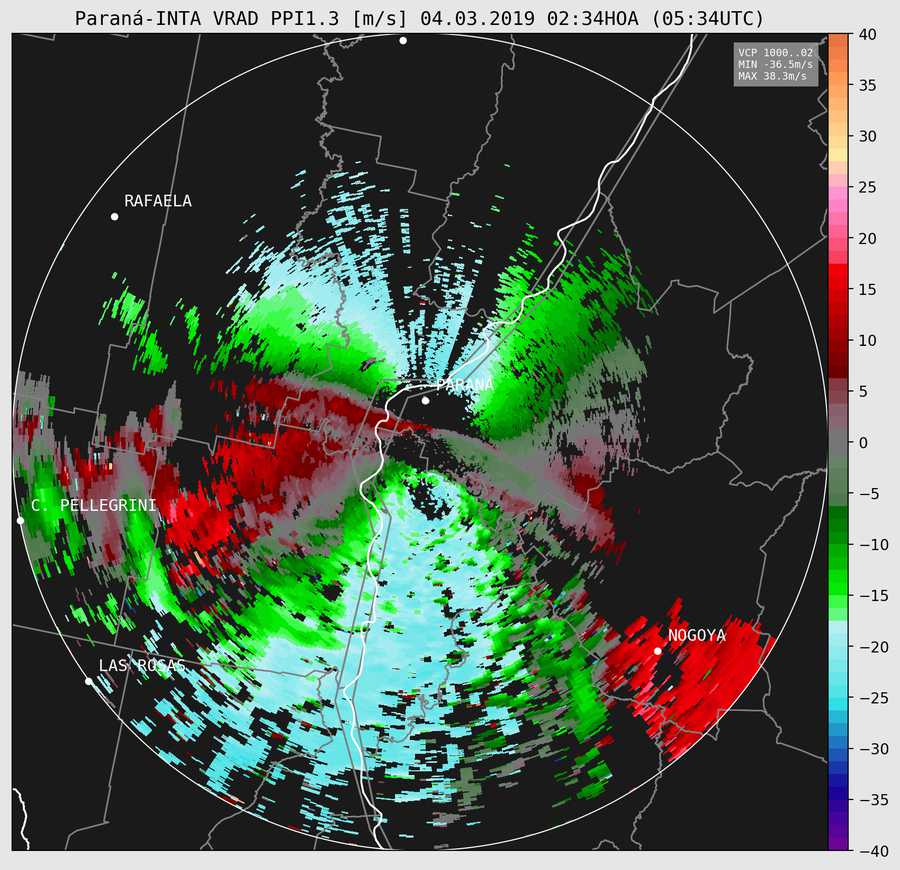 Paraná-INTA VRAD PPI1.3 [m/s] 04.03.2019 02:34HOA (05:34UTC)
VCP 1000..02
MIN -36.5m/s
MAX 38.3m/s
RAFAELA
PARANÁ
C. PELLEGRINI
NOGOYA
LAS ROSAS
40
35
30
25
20
15
10
5
0
−5
−10
−15
−20
−25
−30
−35
−40